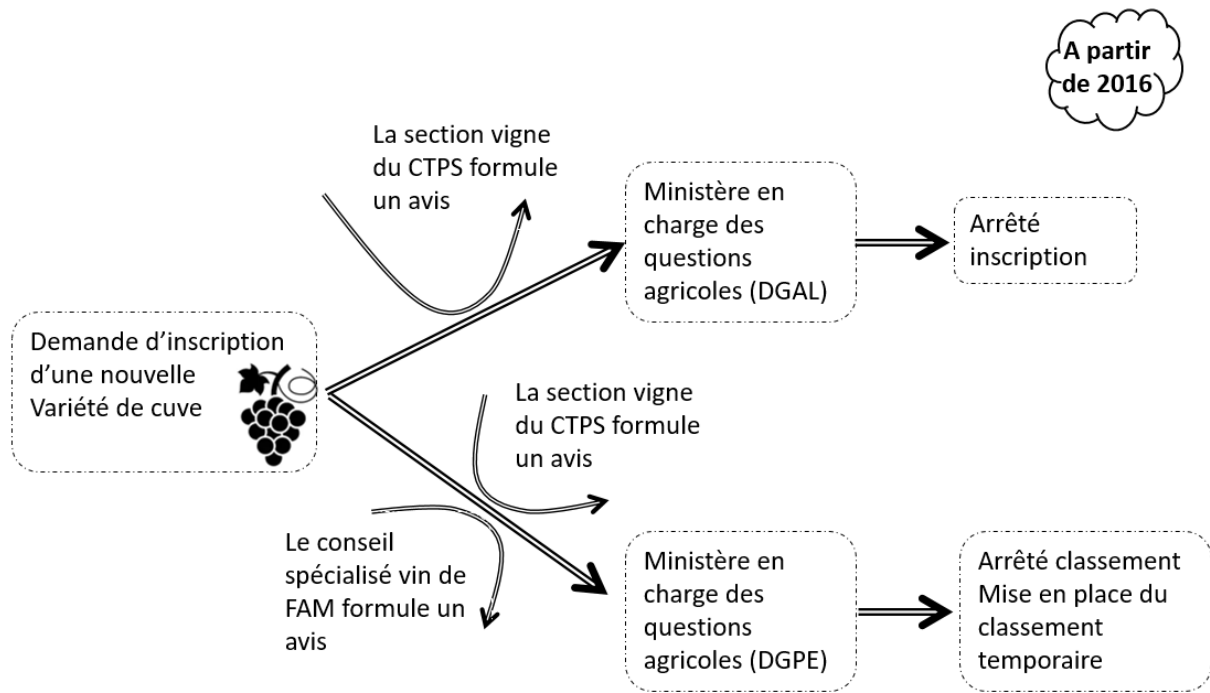 A partir
de 2016
La section vigne
du CTPS formule
un avis
Ministère en
charge des
questions
agricoles (DGAL)
Arrêté
inscription
Demande d’inscription
d’une nouvelle
Variété de cuve
La section vigne
du CTPS formule
un avis
Le conseil
spécialisé vin de
FAM formule un
avis
Ministère en
charge des
questions
agricoles (DGPE)
Arrêté classement
Mise en place du
classement
temporaire